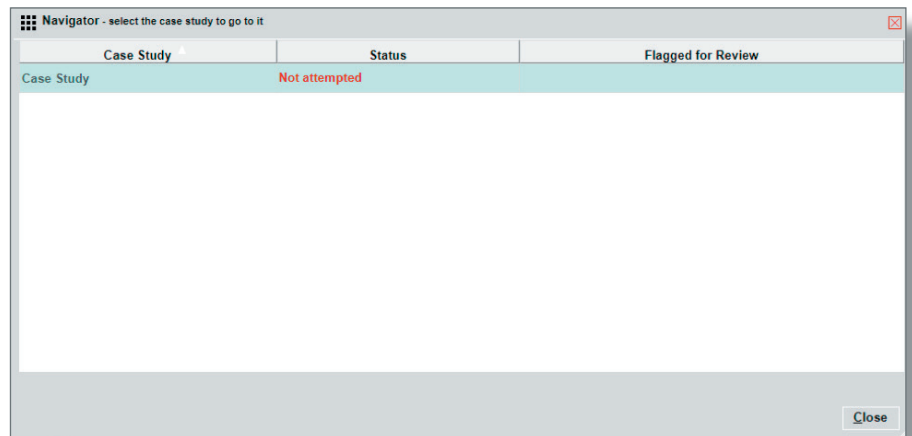 Navigator - select the case study to go to it
Case Study Status Flagged for Review
Case Study Not attempted
Close